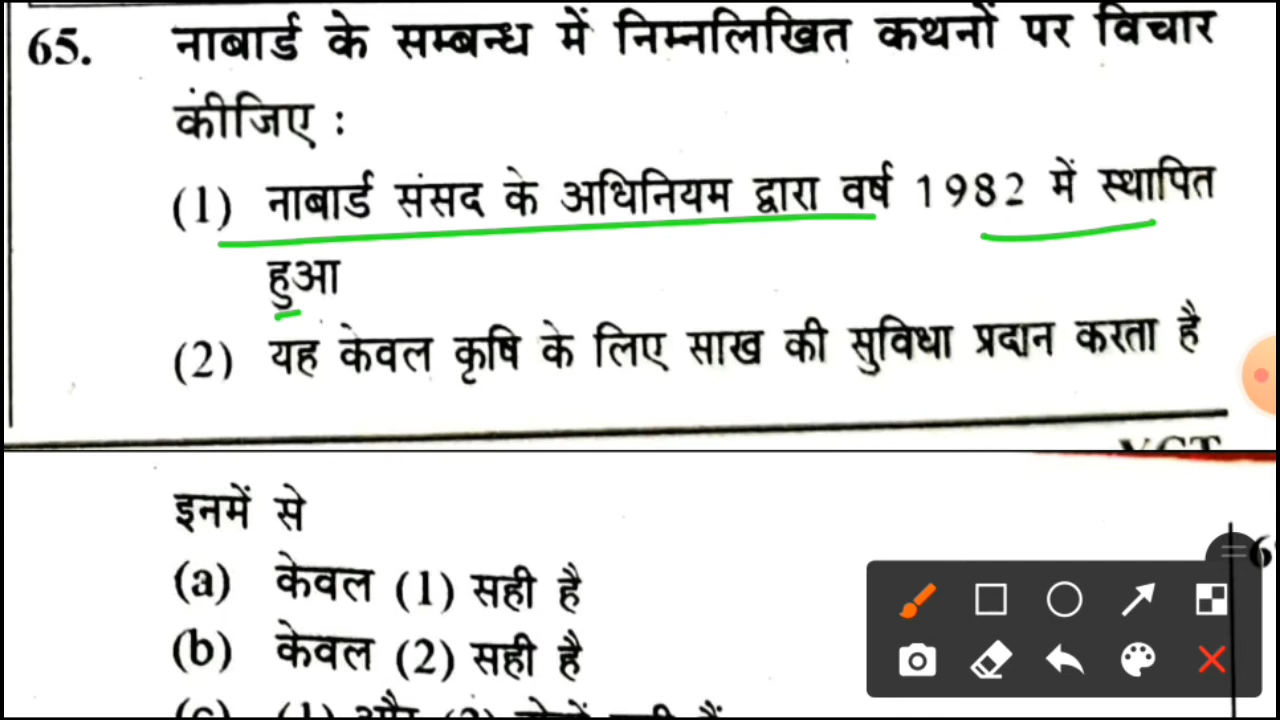 65. नाबार्ड के सम्बन्ध में निम्नलिखित कथनों पर विचार
कीजिए :
(1) नाबार्ड संसद के अधिनियम द्वारा वर्ष 1982 में स्थापित
हुआ
(2) यह केवल कृषि के लिए साख की सुविधा प्रदान करता है
इनमें से
(a) केवल (1) सही है
(b) केवल (2) सही है